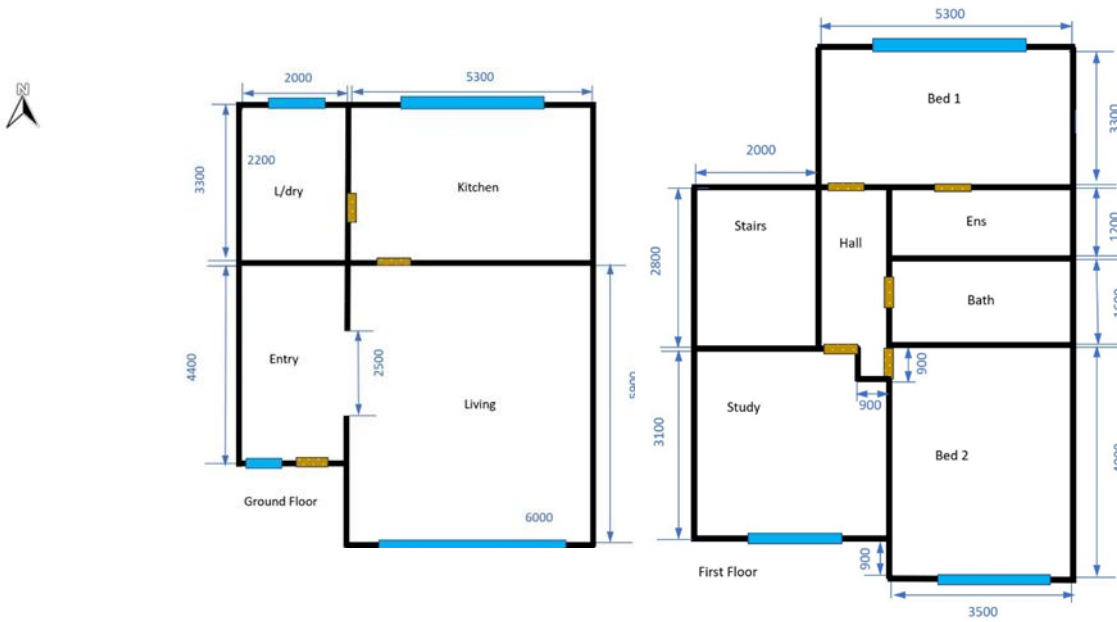 N
2000
5300
3300
2200
L/dry
Kitchen
4400
Entry
2500
Living
Ground Floor
6000
5300
Bed 1
3300
2000
Stairs
Hall
Ens
1200
2800
Bath
900
Study
900
3100
Bed 2
900
First Floor
3500